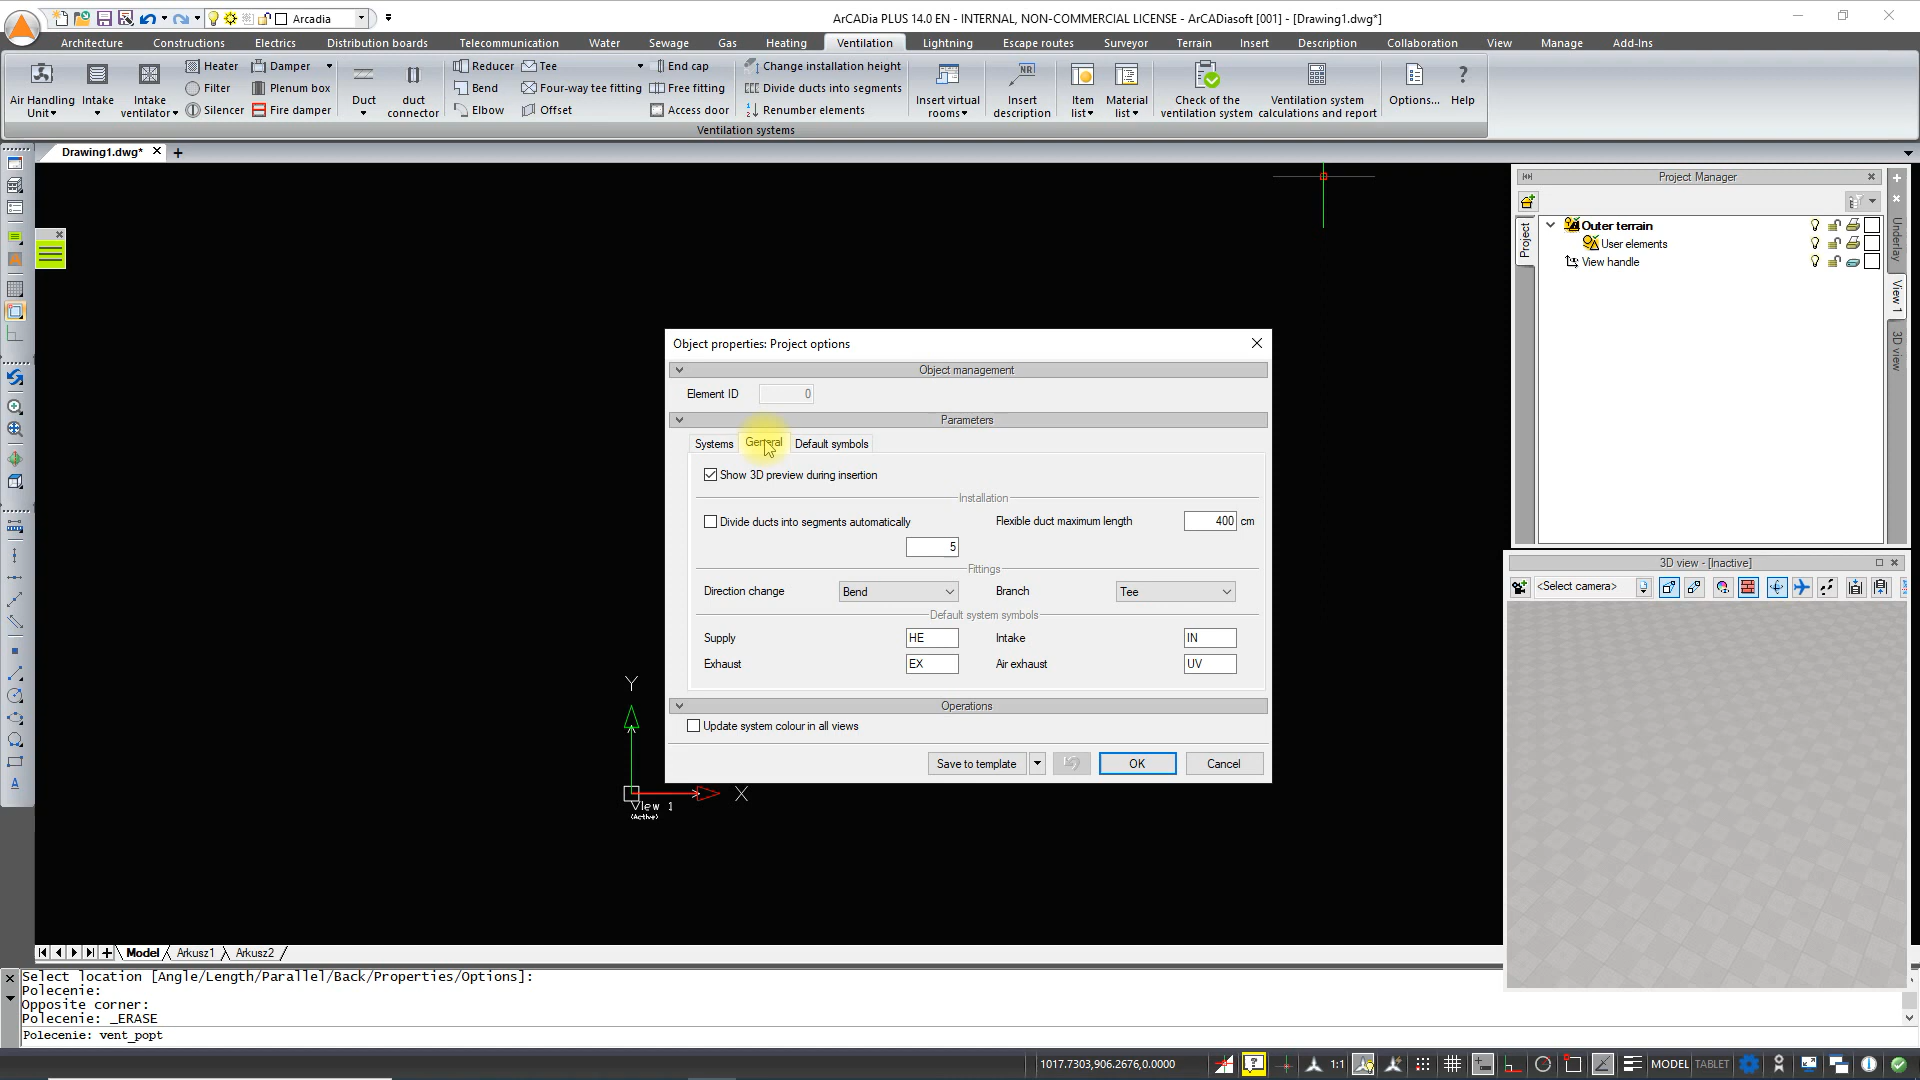 Arcadia
ArCADia PLUS 14.0 EN - INTERNAL, NON-COMMERCIAL LICENSE - ArCADiasoft [001] - [Drawing1.dwg*]
Architecture Constructions Electrics Distribution boards Telecommunication Water Sewage Gas Heating Ventilation Lightning Escape routes Surveyor Terrain Insert Description Collaboration View Manage Add-Ins
Heater Damper Reducer Tee End cap Change installation height
Filter Plenum box Bend Four-way tee fitting Free fitting Divide ducts into segments
Silencer Fire damper Elbow Offset Access door Renumber elements
Air Handling Unit Intake Intake ventilator Duct duct connector Insert virtual rooms NR Insert description Item list Material list Check of the ventilation system Ventilation system calculations and report Options... Help
Ventilation systems
Drawing1.dwg*
Project Manager
Project
Outer terrain
User elements
View handle
Underlay
View 1
3D view
Object properties: Project options
Object management
Element ID 0
Parameters
Systems General Default symbols
Show 3D preview during insertion
Installation
Divide ducts into segments automatically Flexible duct maximum length 400 cm
5
Fittings
Direction change Bend Branch Tee
Default system symbols
Supply HE Intake IN
Exhaust EX Air exhaust UV
Operations
Update system colour in all views
Save to template OK Cancel
3D view - [Inactive]
<Select camera>
Y
X
View 1
(Active)
Model Arkusz1 Arkusz2
Select location [Angle/Length/Parallel/Back/Properties/Options]:
Polecenie:
Opposite corner:
Polecenie: _ERASE
Polecenie: vent_popt
1017.7303,906.2676,0.0000 1:1 MODEL TABLET